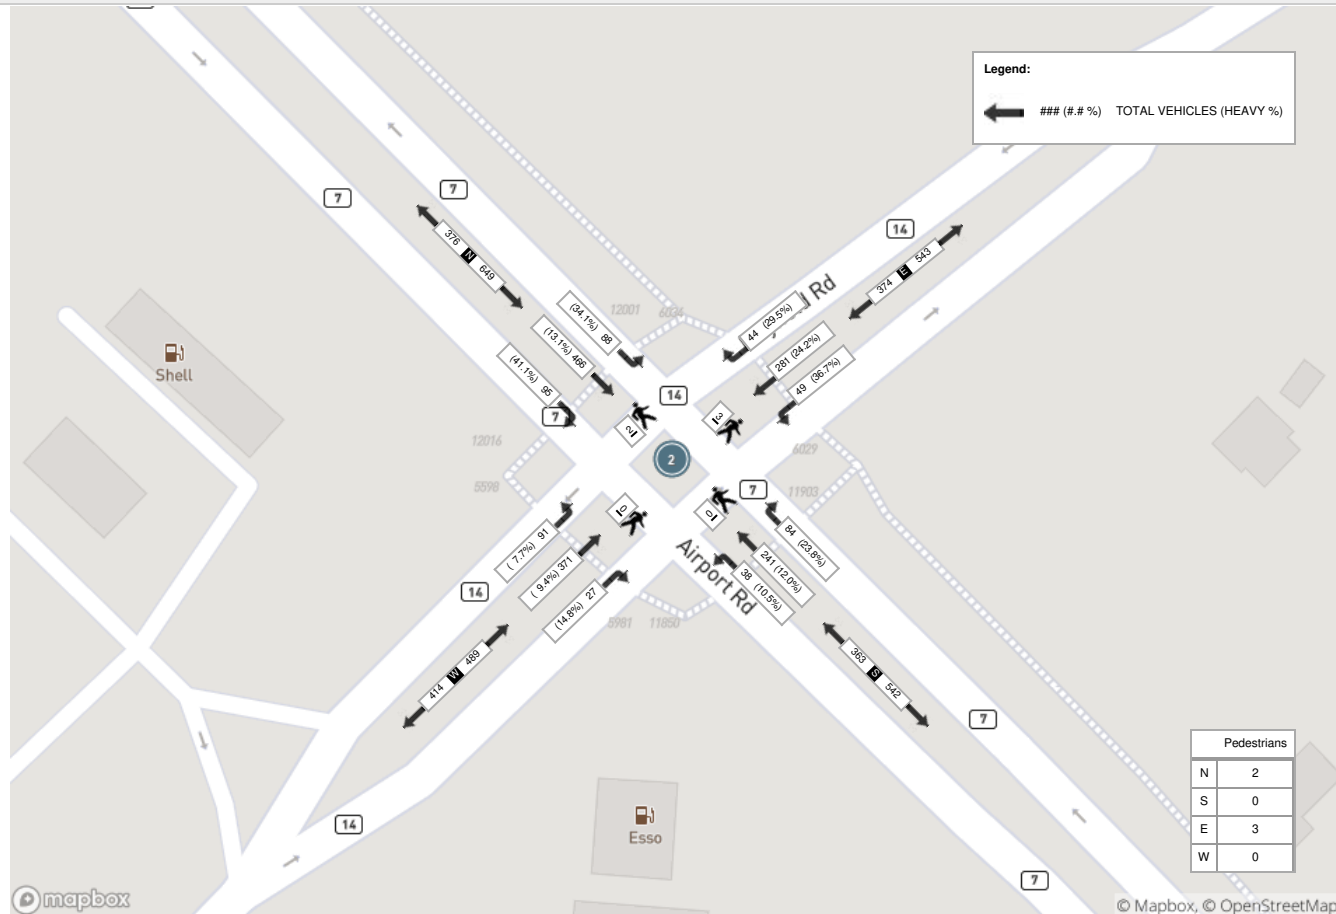 Legend:
### (#.# %) TOTAL VEHICLES (HEAVY %)
7
7
14
376 N 649
374 E 543
(34.1%) 88
(13.1%) 466
(41.1%) 95
44 (29.5%)
281 (24.2%)
49 (36.7%)
Rd
12001
6034
Shell
14
7
2
3
2
12016
5598
6029
11903
7
0
0
( 7.7%) 91
( 9.4%) 371
(14.8%) 27
84 (23.8%)
241 (12.0%)
38 (10.5%)
Airport Rd
14
5981
11850
414 W 489
363 S 542
7
14
Esso
7
Pedestrians
N 2
S 0
E 3
W 0
mapbox
© Mapbox, © OpenStreetMap